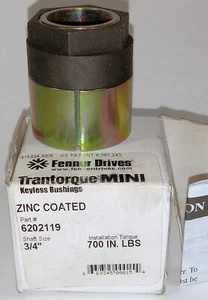 Fenner Drives
Trantorque MINI
Keyless Bushings
ZINC COATED
Part # Installation Torque
6202119 700 IN. LBS
Shaft Size
3/4"